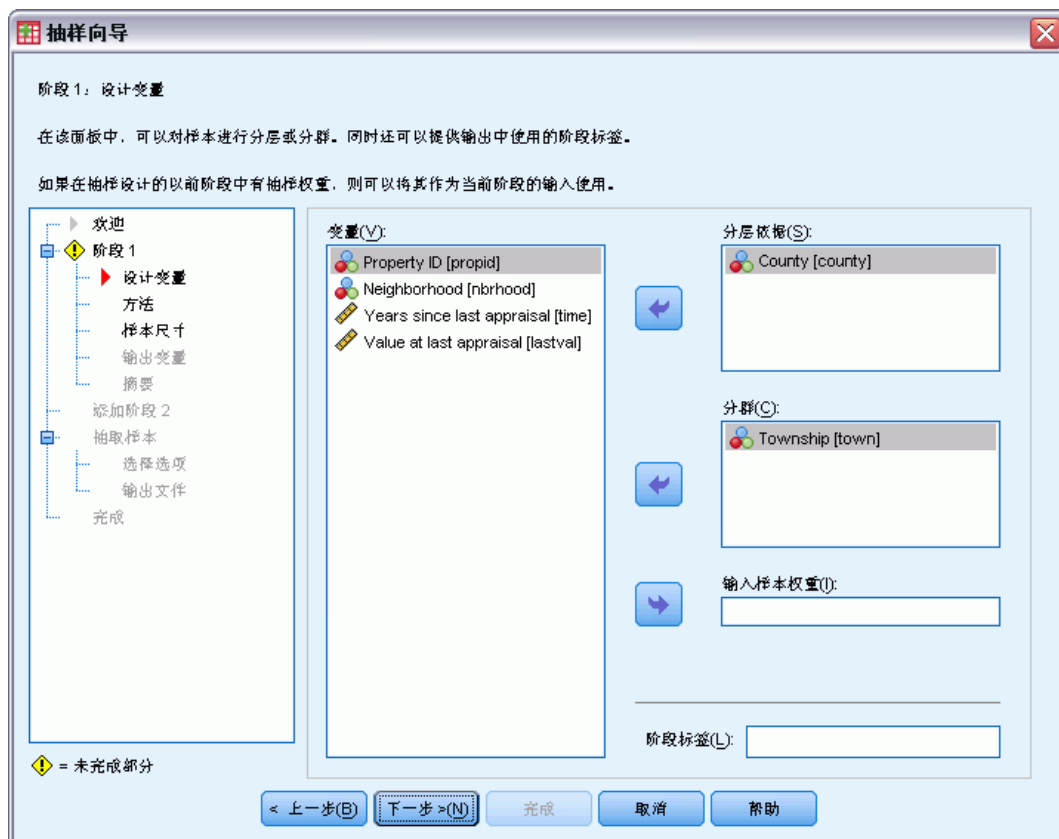 抽样向导
阶段 1：设计变量
在该面板中，可以对样本进行分层或分群。同时还可以提供输出中使用的阶段标签。
如果在抽样设计的以前阶段中有抽样权重，则可以将其作为当前阶段的输入使用。
欢迎
阶段 1
设计变量
方法
样本尺寸
输出变量
摘要
添加阶段 2
抽取样本
选择选项
输出文件
完成
! = 未完成部分
变量(V):
Property ID [propid]
Neighborhood [nbrhood]
Years since last appraisal [time]
Value at last appraisal [lastval]
分层依据(S):
County [county]
分群(C):
Township [town]
输入样本权重(I):
阶段标签(L):
< 上一步(B)
下一步 >(N)
完成
取消
帮助